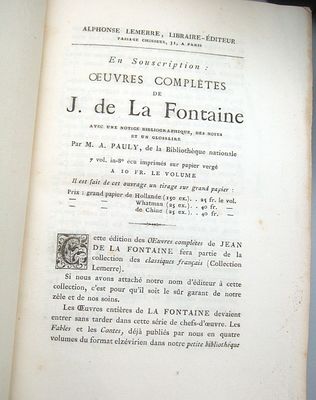 ALPHONSE LEMERRE, LIBRAIRE-ÉDITEUR
PASSAGE CHOISEUL, 31, A PARIS
En Souscription :
ŒUVRES COMPLÈTES
DE
J. de La Fontaine
AVEC UNE NOTICE BIBLIOGRAPHIQUE, DES NOTES
ET UN GLOSSAIRE
Par M. A. PAULY, de la Bibliothèque nationale
7 vol. in-8º écu imprimés sur papier vergé
A 10 FR. LE VOLUME
Il est fait de cet ouvrage un tirage sur grand papier :
Prix : grand papier de Hollande (150 ex.) . 25 fr. le vol.
— — Whatman (25 ex.) . . 40 fr. —
— — de Chine (25 ex.) . . 40 fr. —
Cette édition des Œuvres complètes de JEAN
DE LA FONTAINE fera partie de la
collection des classiques français (Collection
Lemerre).
Si nous avons attaché notre nom d'éditeur à cette
collection, c'est pour qu'il soit le sûr garant de notre
zèle et de nos soins.
Les Œuvres entières de LA FONTAINE devaient
entrer sans tarder dans cette série de chefs-d'œuvre. Les
Fables et les Contes, déjà publiés par nous en quatre
volumes du format elzévirien dans notre petite bibliothèque